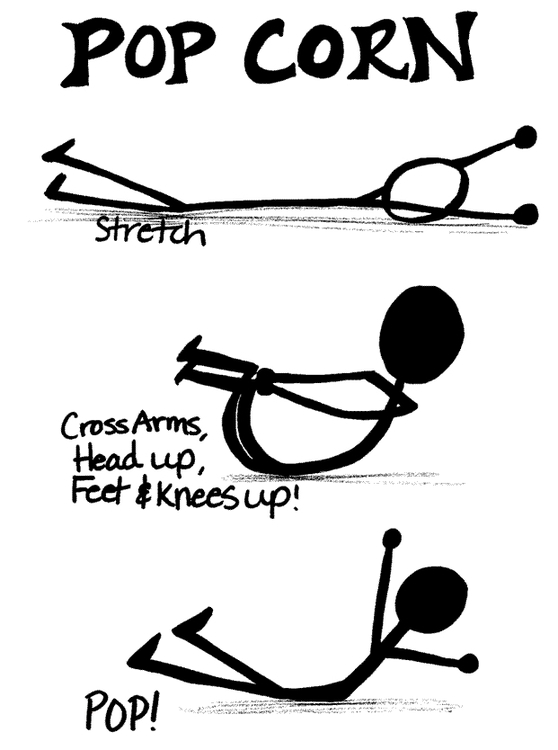 POP CORN
Stretch
Cross Arms,
Head up,
Feet & Knees up!
POP!